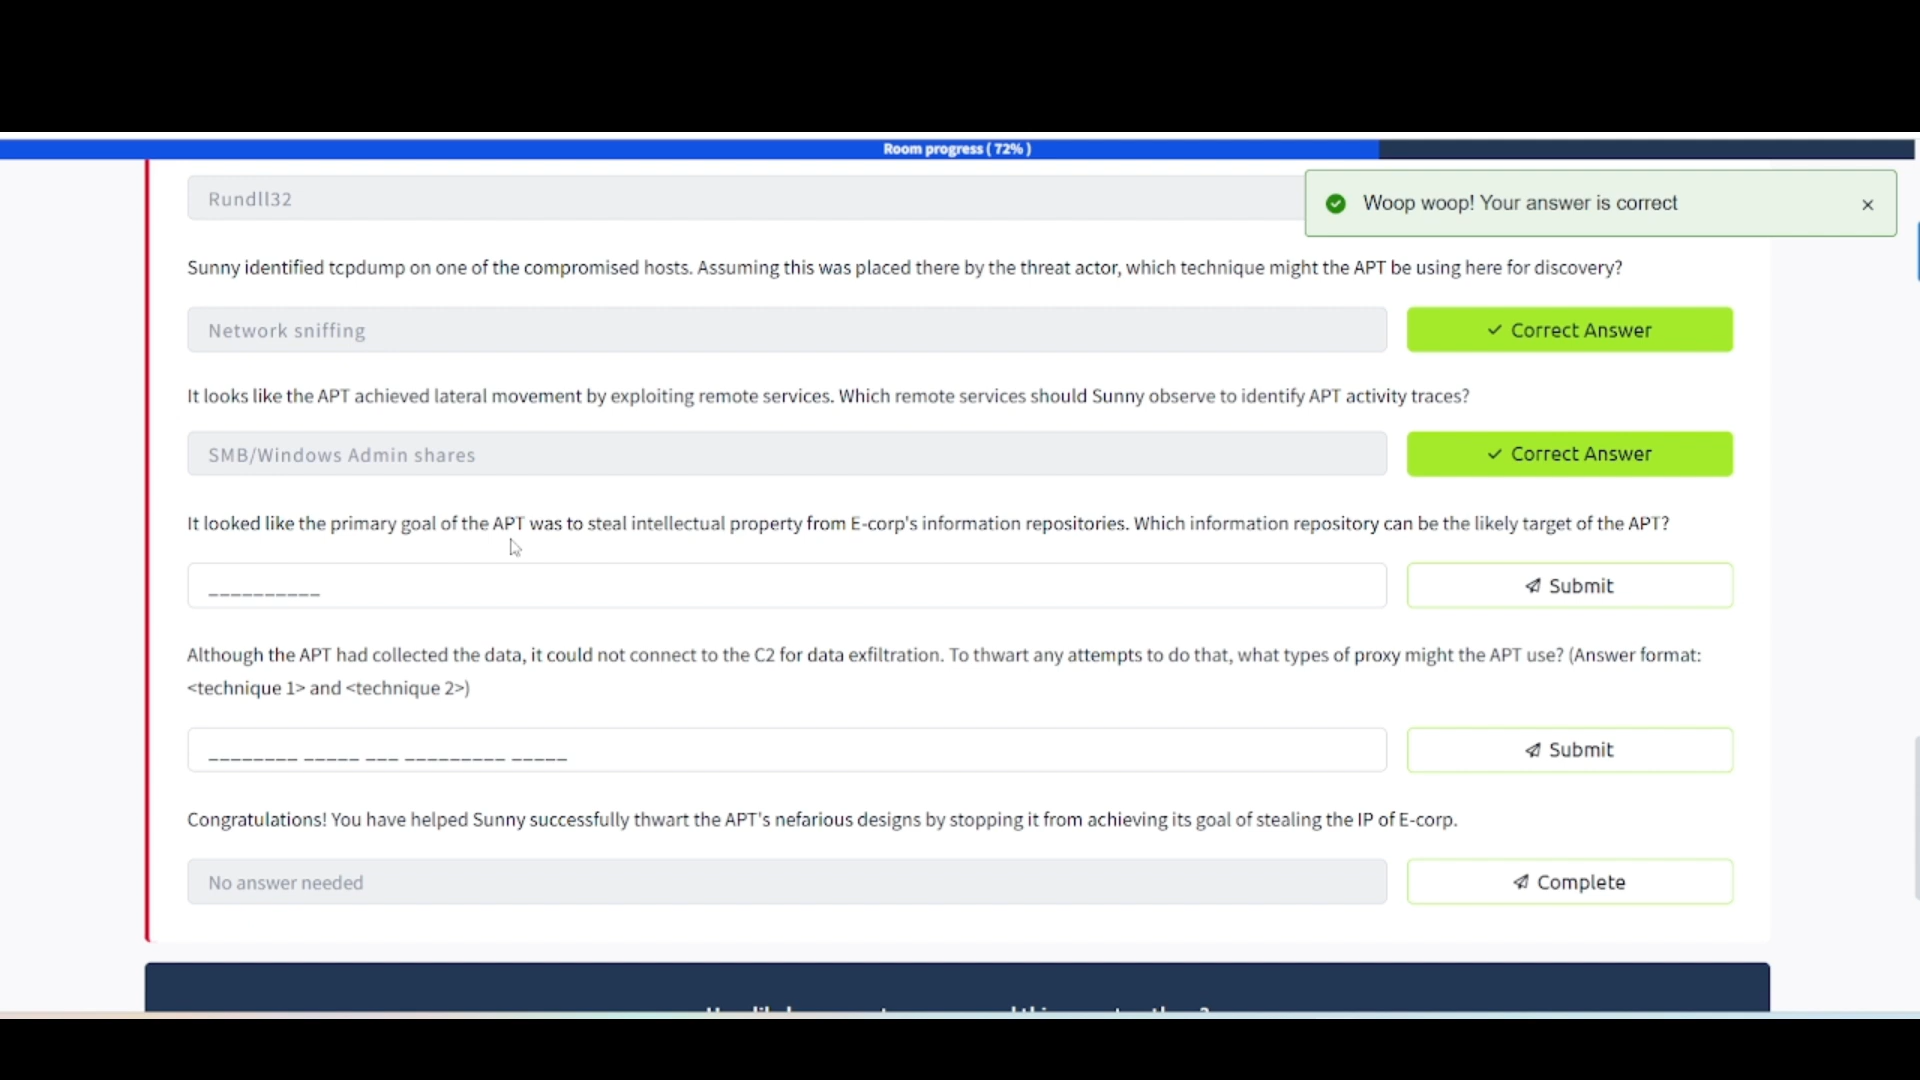 Room progress ( 72% )
Rundll32
Woop woop! Your answer is correct
Sunny identified tcpdump on one of the compromised hosts. Assuming this was placed there by the threat actor, which technique might the APT be using here for discovery?
Network sniffing
Correct Answer
It looks like the APT achieved lateral movement by exploiting remote services. Which remote services should Sunny observe to identify APT activity traces?
SMB/Windows Admin shares
Correct Answer
It looked like the primary goal of the APT was to steal intellectual property from E-corp's information repositories. Which information repository can be the likely target of the APT?
__________
Submit
Although the APT had collected the data, it could not connect to the C2 for data exfiltration. To thwart any attempts to do that, what types of proxy might the APT use? (Answer format:
<technique 1> and <technique 2>)
________ _____ ___ _________ _____
Submit
Congratulations! You have helped Sunny successfully thwart the APT's nefarious designs by stopping it from achieving its goal of stealing the IP of E-corp.
No answer needed
Complete